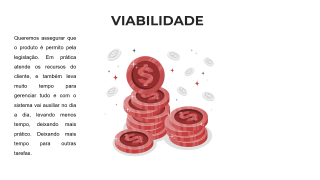 VIABILIDADE
Queremos assegurar que
o produto é permito pela
legislação. Em prática
atende os recursos do
cliente, e também leva
muito tempo para
gerenciar tudo e com o
sistema vai auxiliar no dia
a dia, levando menos
tempo, deixando mais
prático. Deixando mais
tempo para outras
tarefas.